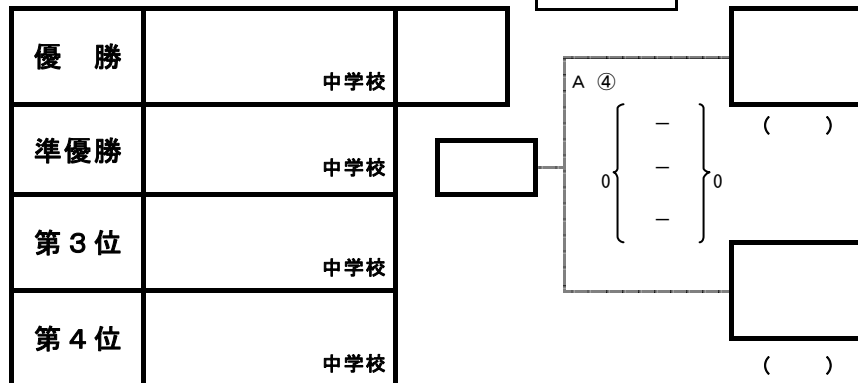 優　勝
中学校
準優勝
中学校
第３位
中学校
第４位
中学校
A ④
－
0 － 0
－
(　　)
(　　)